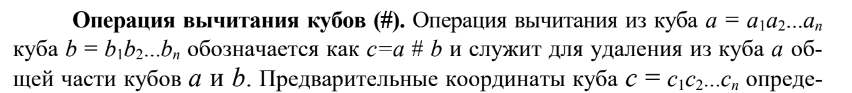 Операция вычитания кубов (#). Операция вычитания из куба a = a₁a₂...aₙ
куба b = b₁b₂...bₙ обозначается как c=a # b и служит для удаления из куба a об-
щей части кубов a и b. Предварительные координаты куба c = c₁c₂...cₙ опреде-